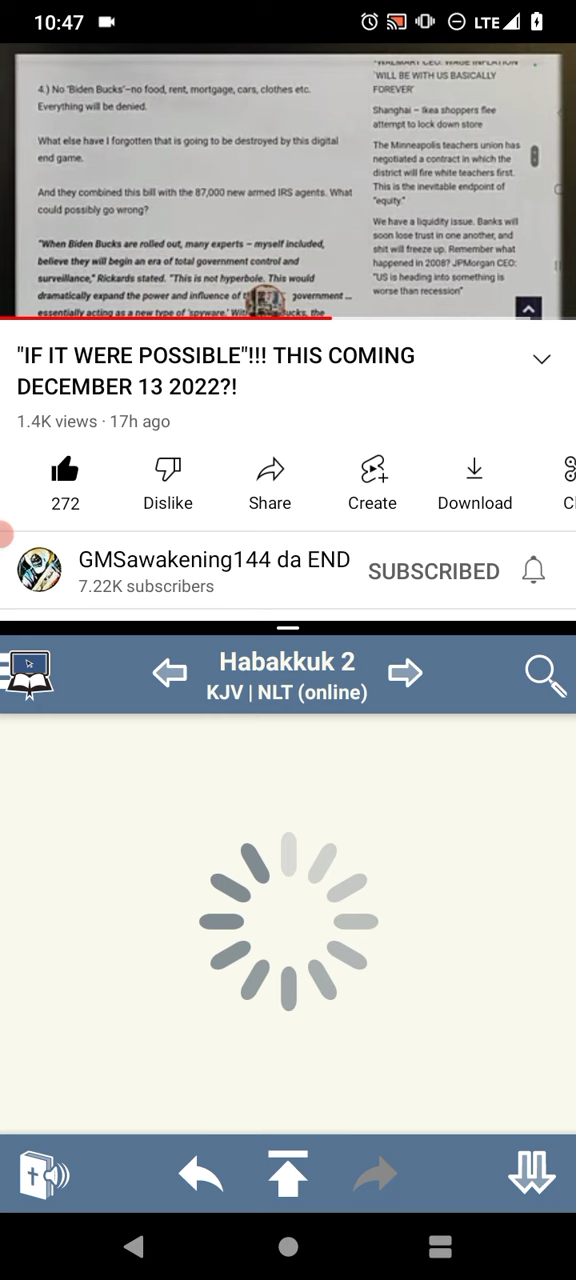 10:47
LTE
4.) No 'Biden Bucks'–no food, rent, mortgage, cars, clothes etc.
Everything will be denied.
What else have I forgotten that is going to be destroyed by this digital
end game.
And they combined this bill with the 87,000 new armed IRS agents. What
could possibly go wrong?
"When Biden Bucks are rolled out, many experts – myself included,
believe they will begin an era of total government control and
surveillance," Rickards stated. "This is not hyperbole. This would
dramatically expand the power and influence of government ...
essentially acting as a new type of 'spyware.' ucks, the
"WALMART CEO: WAGE INFLATION
'WILL BE WITH US BASICALLY
FOREVER'
Shanghai – Ikea shoppers flee
attempt to lock down store
The Minneapolis teachers union has
negotiated a contract in which the
district will fire white teachers first.
This is the inevitable endpoint of
"equity."
We have a liquidity issue. Banks will
soon lose trust in one another, and
shit will freeze up. Remember what
happened in 2008? JPMorgan CEO:
"US is heading into something is
worse than recession"
"IF IT WERE POSSIBLE"!!! THIS COMING
DECEMBER 13 2022?!
1.4K views · 17h ago
272
Dislike
Share
Create
Download
Cl
GMSawakening144 da END
7.22K subscribers
SUBSCRIBED
Habakkuk 2
KJV | NLT (online)